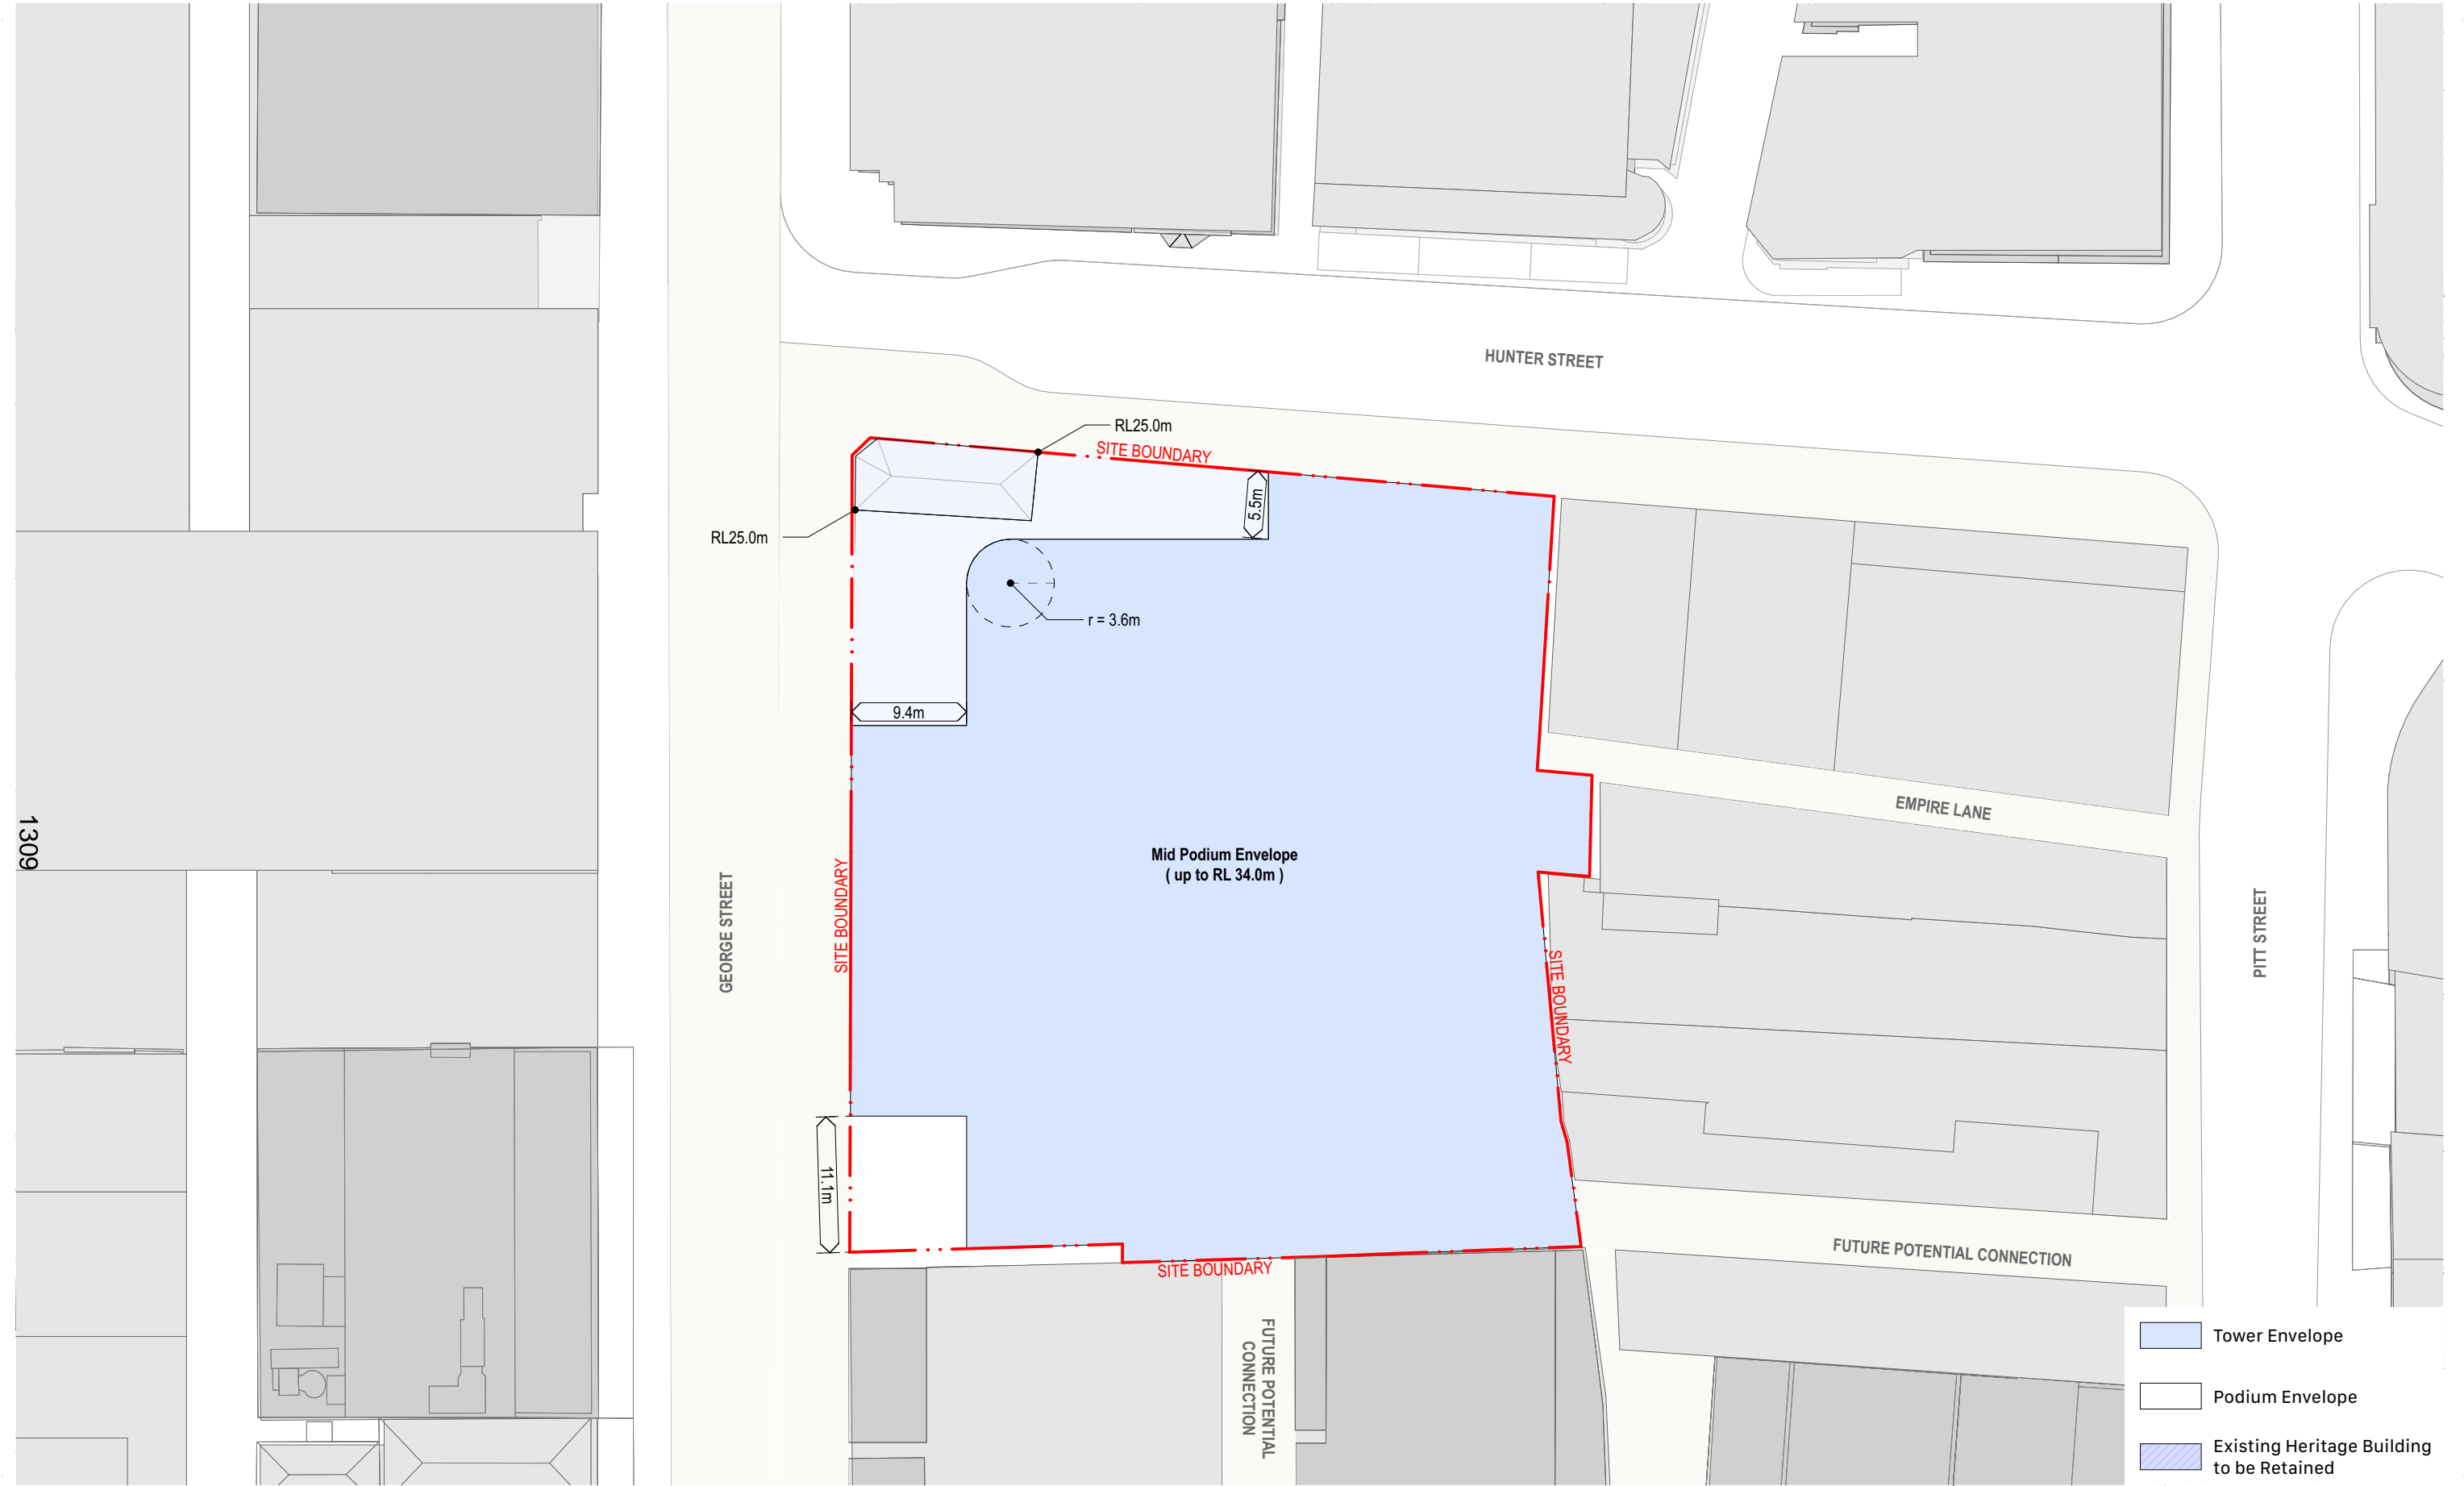 HUNTER STREET
RL25.0m
SITE BOUNDARY
5.5m
RL25.0m
r = 3.6m
9.4m
EMPIRE LANE
1309
Mid Podium Envelope
( up to RL 34.0m )
SITE BOUNDARY
GEORGE STREET
PITT STREET
SITE BOUNDARY
11.1m
FUTURE POTENTIAL CONNECTION
SITE BOUNDARY
FUTURE POTENTIAL
CONNECTION
Tower Envelope
Podium Envelope
Existing Heritage Building
to be Retained